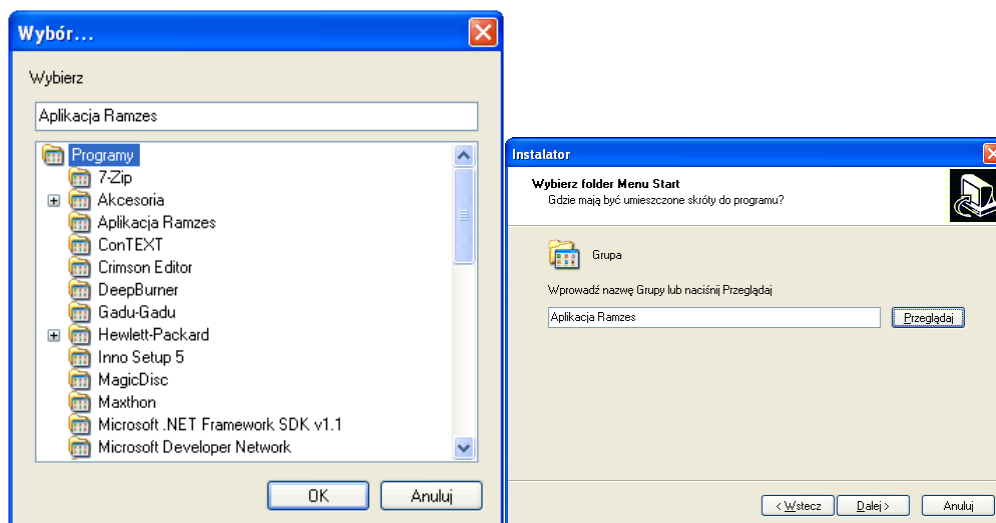 Wybór...
Wybierz
Aplikacja Ramzes
Programy
7-Zip
Akcesoria
Aplikacja Ramzes
ConTEXT
Crimson Editor
DeepBurner
Gadu-Gadu
Hewlett-Packard
Inno Setup 5
MagicDisc
Maxthon
Microsoft .NET Framework SDK v1.1
Microsoft Developer Network
OK Anuluj
Instalator
Wybierz folder Menu Start
Gdzie mają być umieszczone skróty do programu?
Grupa
Wprowadź nazwę Grupy lub naciśnij Przeglądaj
Aplikacja Ramzes Przeglądaj
< Wstecz Dalej > Anuluj